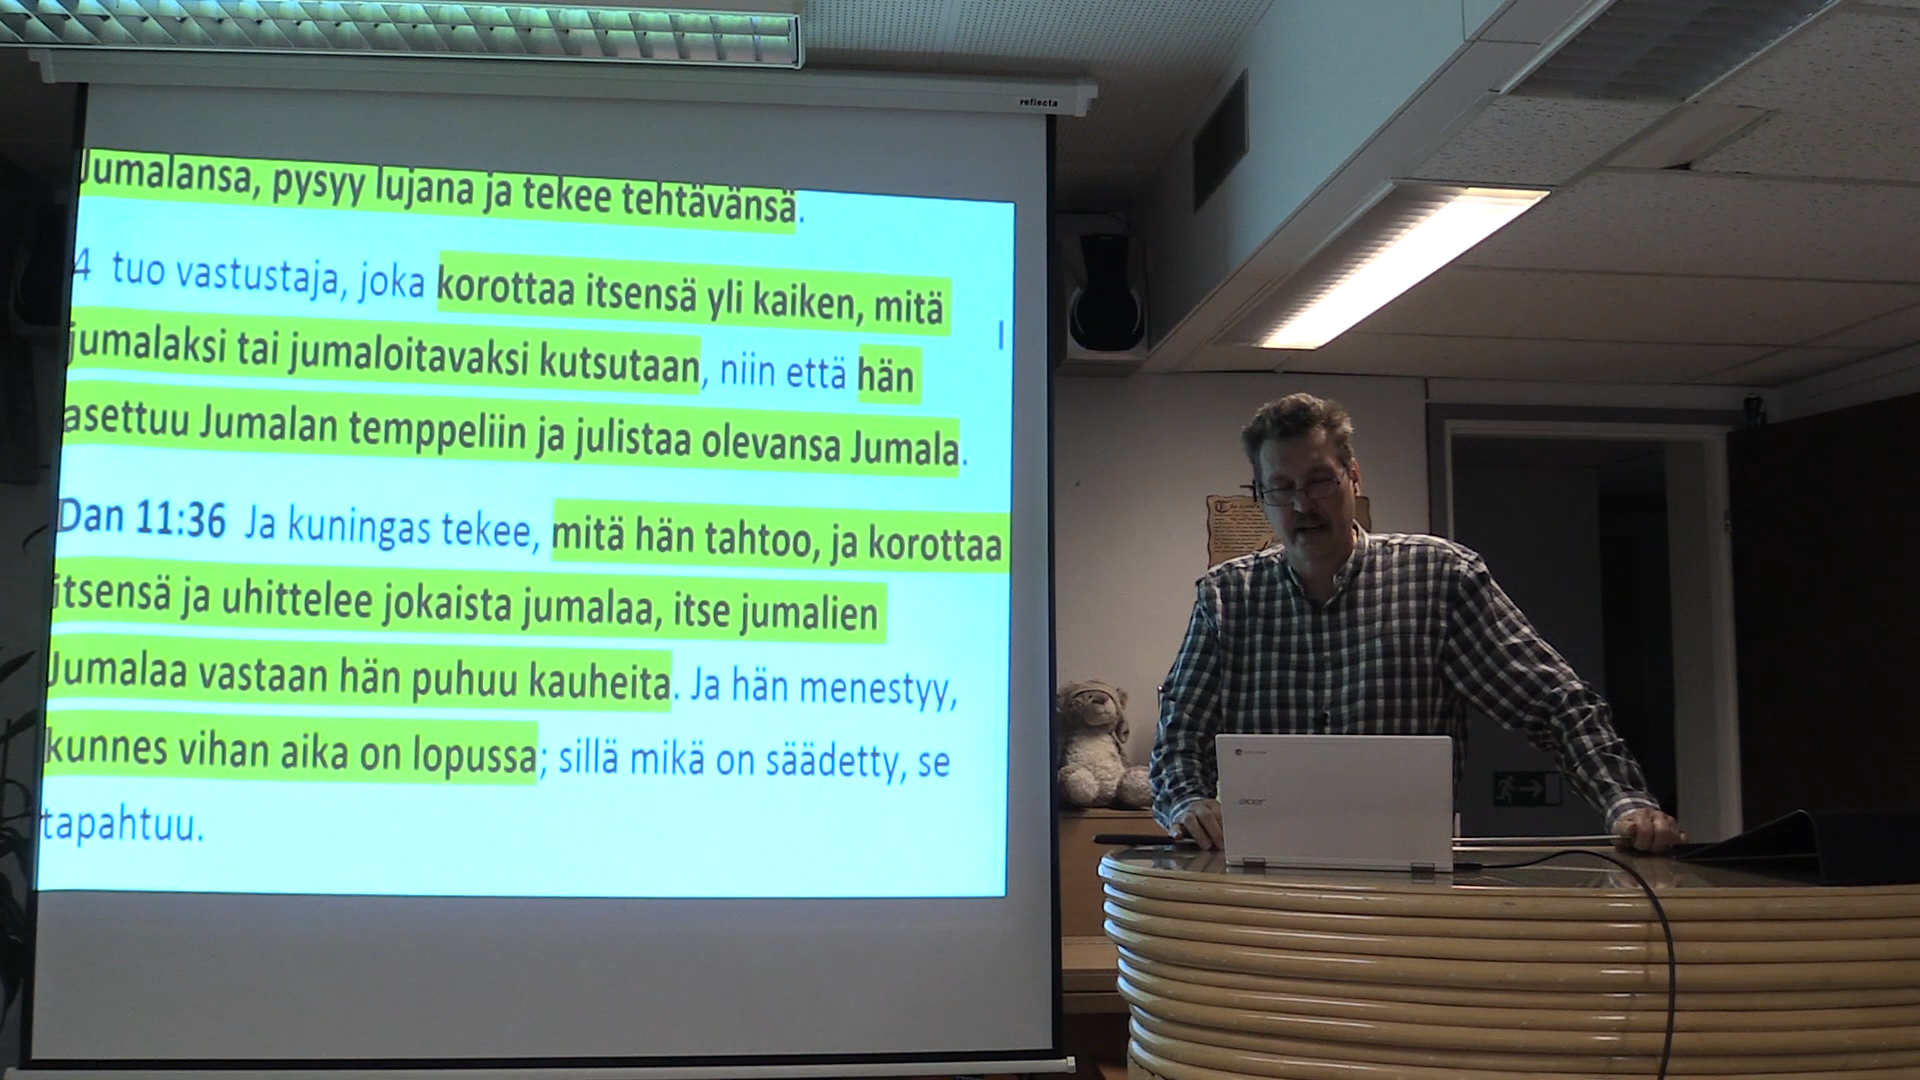 reflecta
Jumalansa, pysyy lujana ja tekee tehtävänsä.
4 tuo vastustaja, joka korottaa itsensä yli kaiken, mitä
jumalaksi tai jumaloitavaksi kutsutaan, niin että hän
asettuu Jumalan temppeliin ja julistaa olevansa Jumala.
Dan 11:36 Ja kuningas tekee, mitä hän tahtoo, ja korottaa
itsensä ja uhittelee jokaista jumalaa, itse jumalien
Jumalaa vastaan hän puhuu kauheita. Ja hän menestyy,
kunnes vihan aika on lopussa; sillä mikä on säädetty, se
tapahtuu.
acer